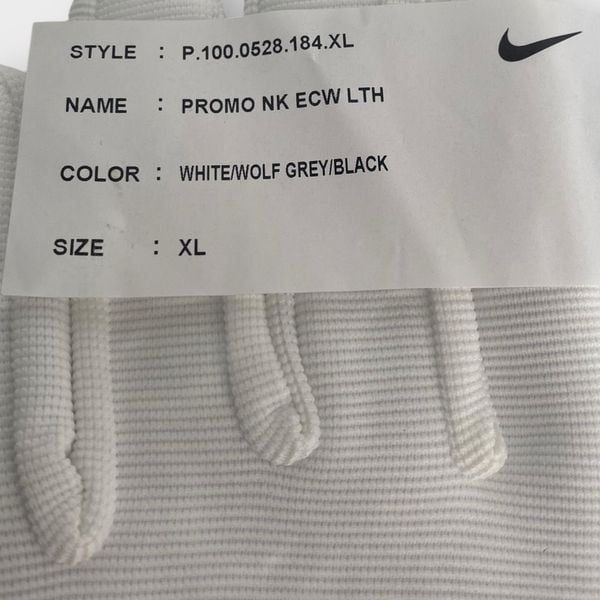 STYLE : P.100.0528.184.XL
NAME : PROMO NK ECW LTH
COLOR : WHITE/WOLF GREY/BLACK
SIZE : XL